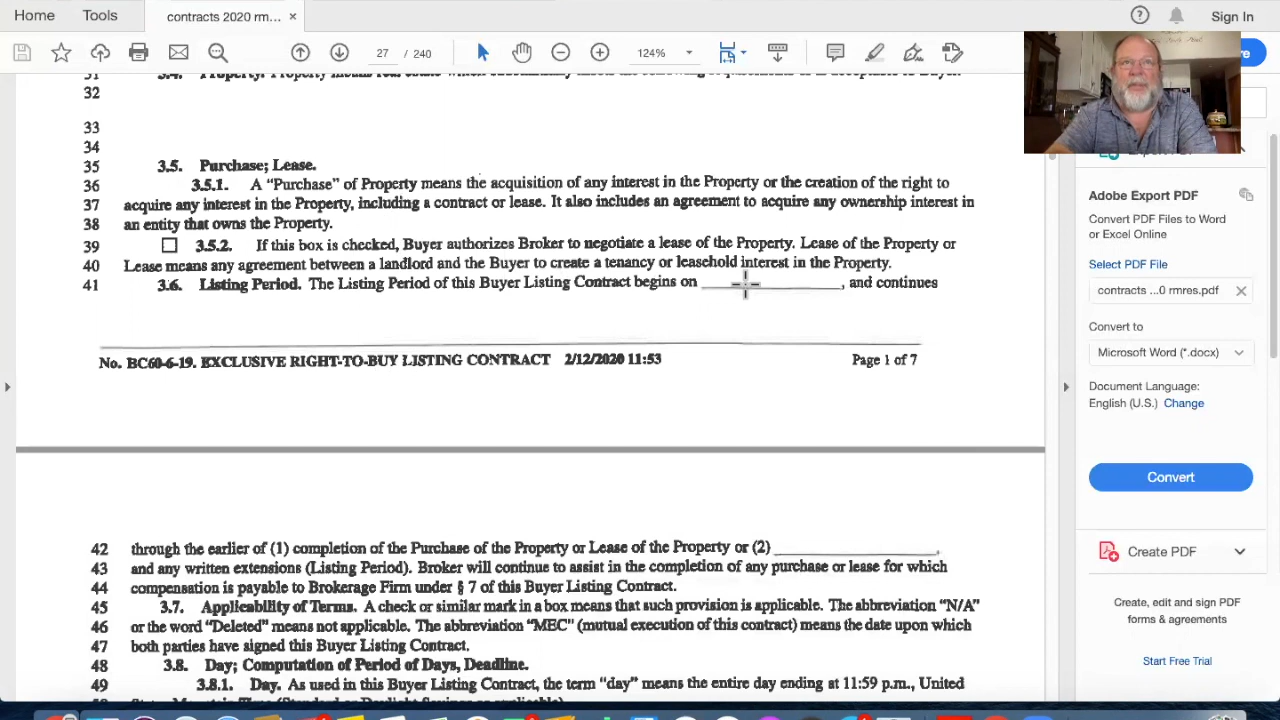 Home
Tools
contracts 2020 rm... ×
Sign In
27 / 240
124%
32
33
34
35 3.5. Purchase; Lease.
36 3.5.1. A “Purchase” of Property means the acquisition of any interest in the Property or the creation of the right to
37 acquire any interest in the Property, including a contract or lease. It also includes an agreement to acquire any ownership interest in
38 an entity that owns the Property.
39 3.5.2. If this box is checked, Buyer authorizes Broker to negotiate a lease of the Property. Lease of the Property or
40 Lease means any agreement between a landlord and the Buyer to create a tenancy or leasehold interest in the Property.
41 3.6. Listing Period. The Listing Period of this Buyer Listing Contract begins on ____________, and continues
No. BC60-6-19. EXCLUSIVE RIGHT-TO-BUY LISTING CONTRACT 2/12/2020 11:53 Page 1 of 7
42 through the earlier of (1) completion of the Purchase of the Property or Lease of the Property or (2) ____________,
43 and any written extensions (Listing Period). Broker will continue to assist in the completion of any purchase or lease for which
44 compensation is payable to Brokerage Firm under § 7 of this Buyer Listing Contract.
45 3.7. Applicability of Terms. A check or similar mark in a box means that such provision is applicable. The abbreviation “N/A”
46 or the word “Deleted” means not applicable. The abbreviation “MEC” (mutual execution of this contract) means the date upon which
47 both parties have signed this Buyer Listing Contract.
48 3.8. Day; Computation of Period of Days, Deadline.
49 3.8.1. Day. As used in this Buyer Listing Contract, the term “day” means the entire day ending at 11:59 p.m., United
Adobe Export PDF
Convert PDF Files to Word
or Excel Online
Select PDF File
contracts ...0 rmres.pdf
Convert to
Microsoft Word (*.docx)
Document Language:
English (U.S.) Change
Convert
Create PDF
Create, edit and sign PDF
forms & agreements
Start Free Trial